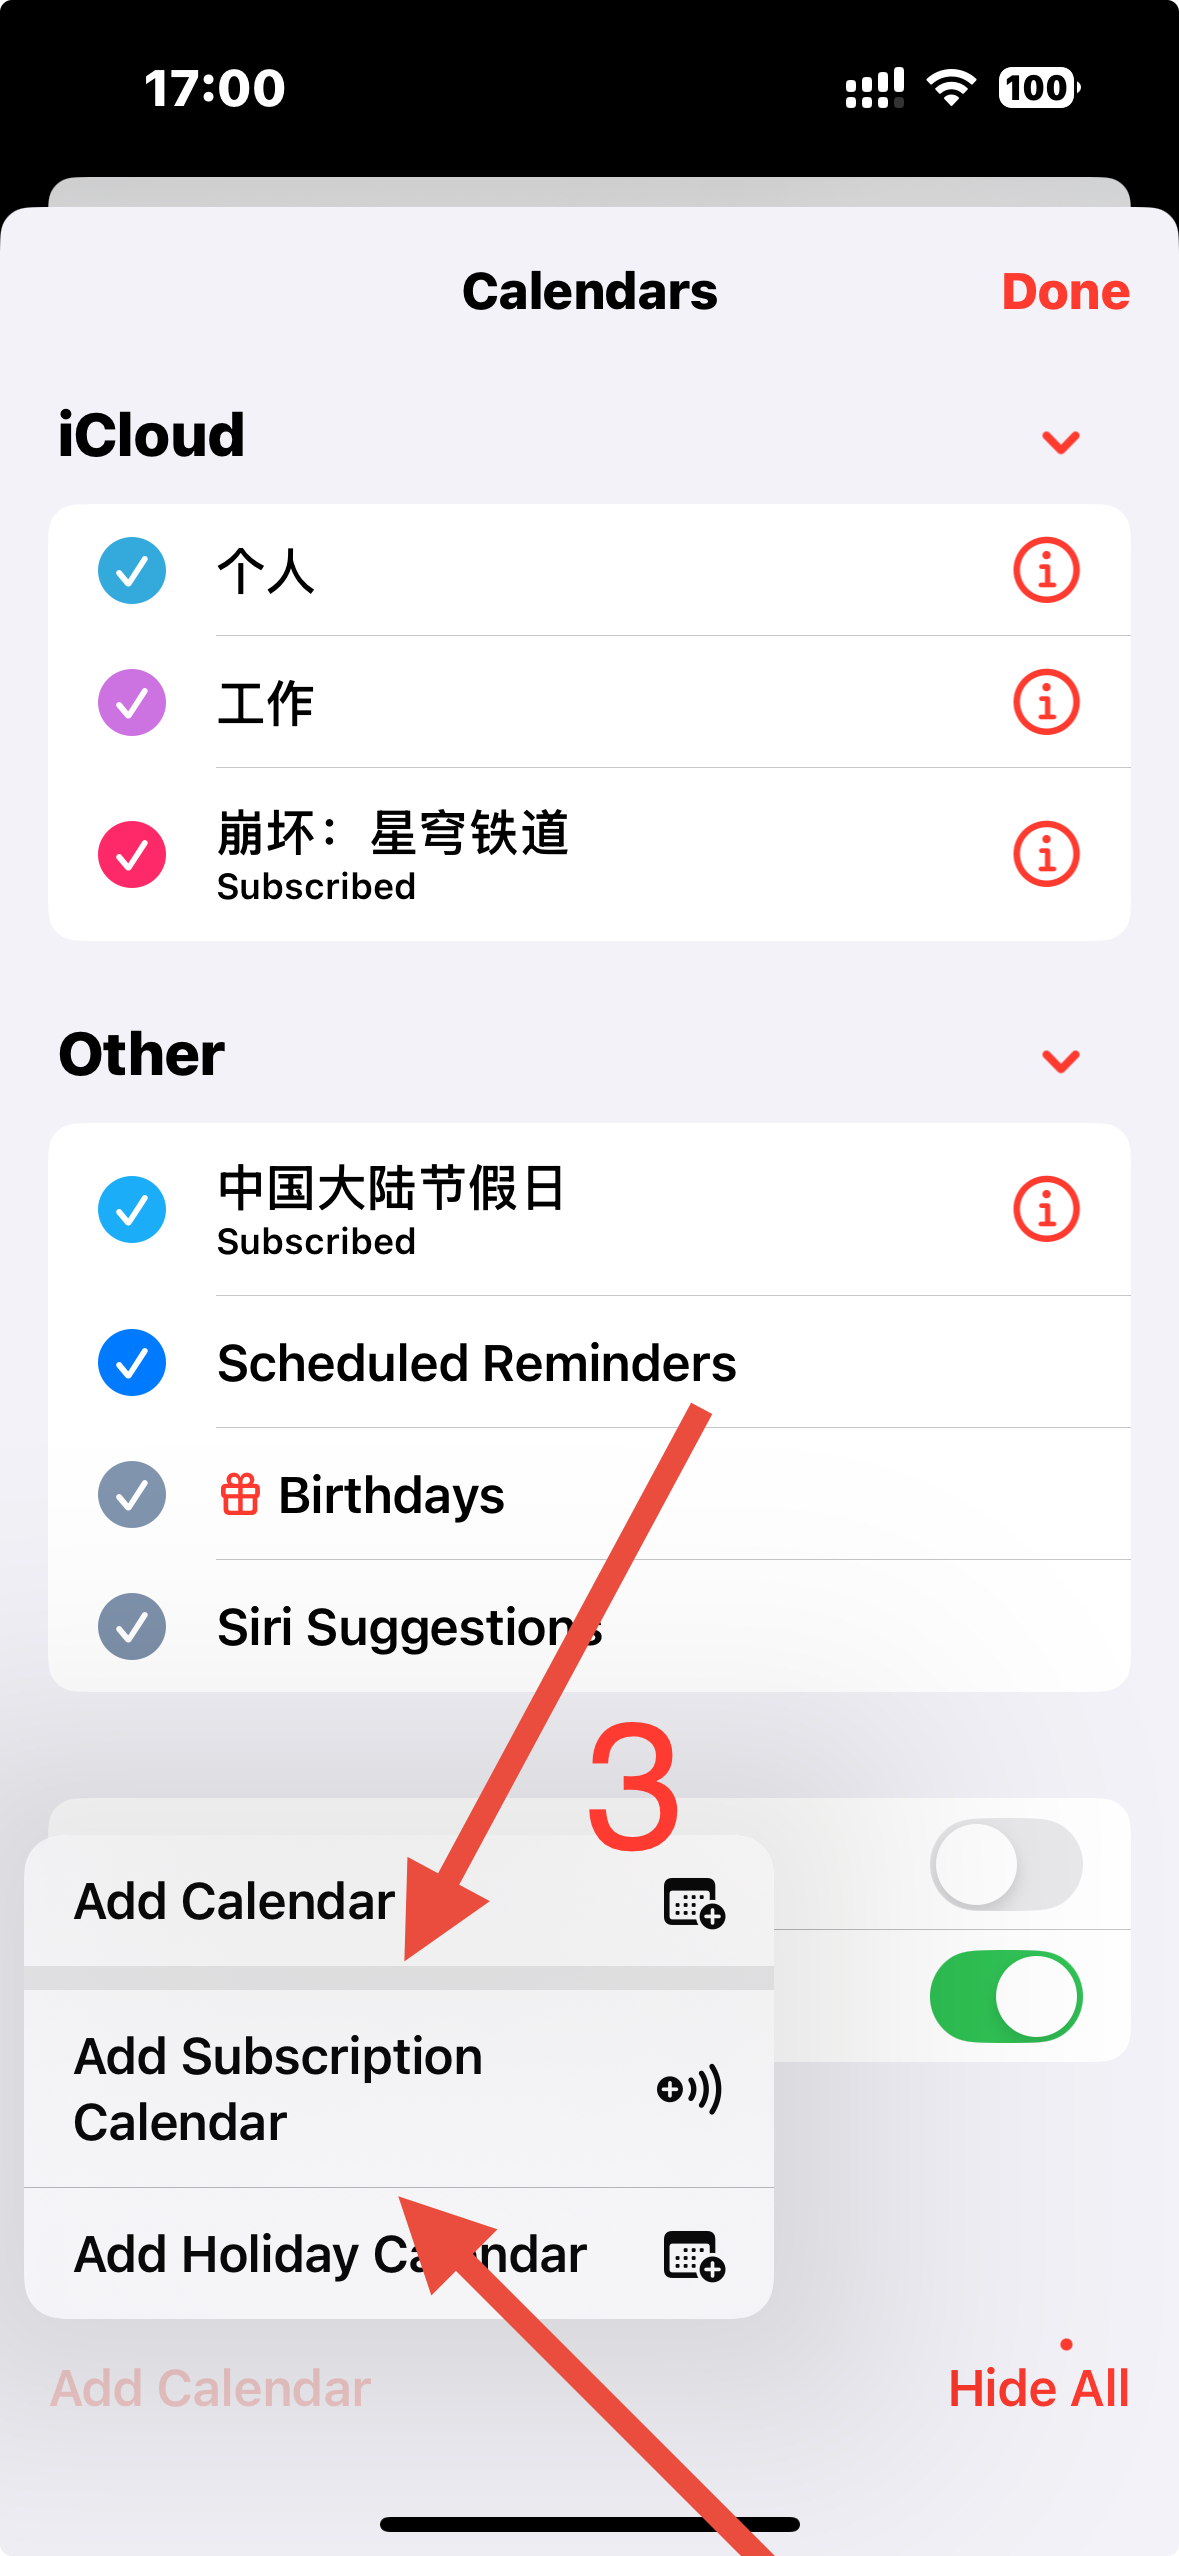 17:00
100
Calendars
Done
iCloud
个人
工作
崩坏：星穹铁道
Subscribed
Other
中国大陆节假日
Subscribed
Scheduled Reminders
Birthdays
Siri Suggestions
3
Add Calendar
Add Subscription
Calendar
Add Holiday Calendar
Add Calendar
Hide All